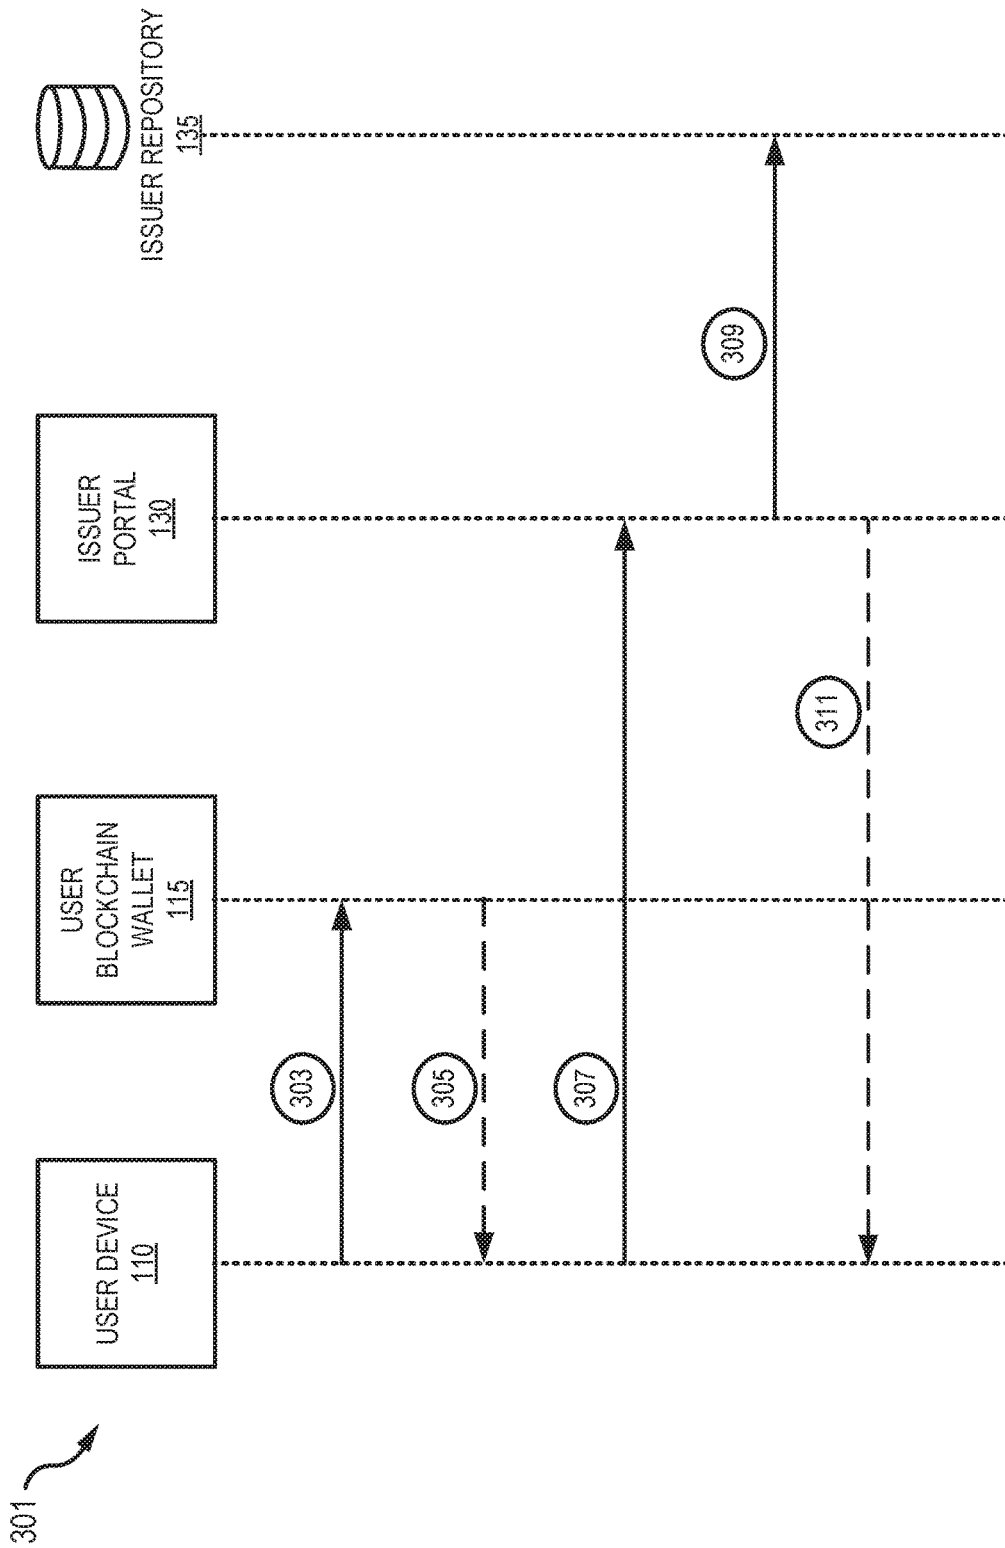 301
USER DEVICE
110
USER
BLOCKCHAIN
WALLET
115
ISSUER
PORTAL
130
ISSUER REPOSITORY
135
303
305
307
309
311